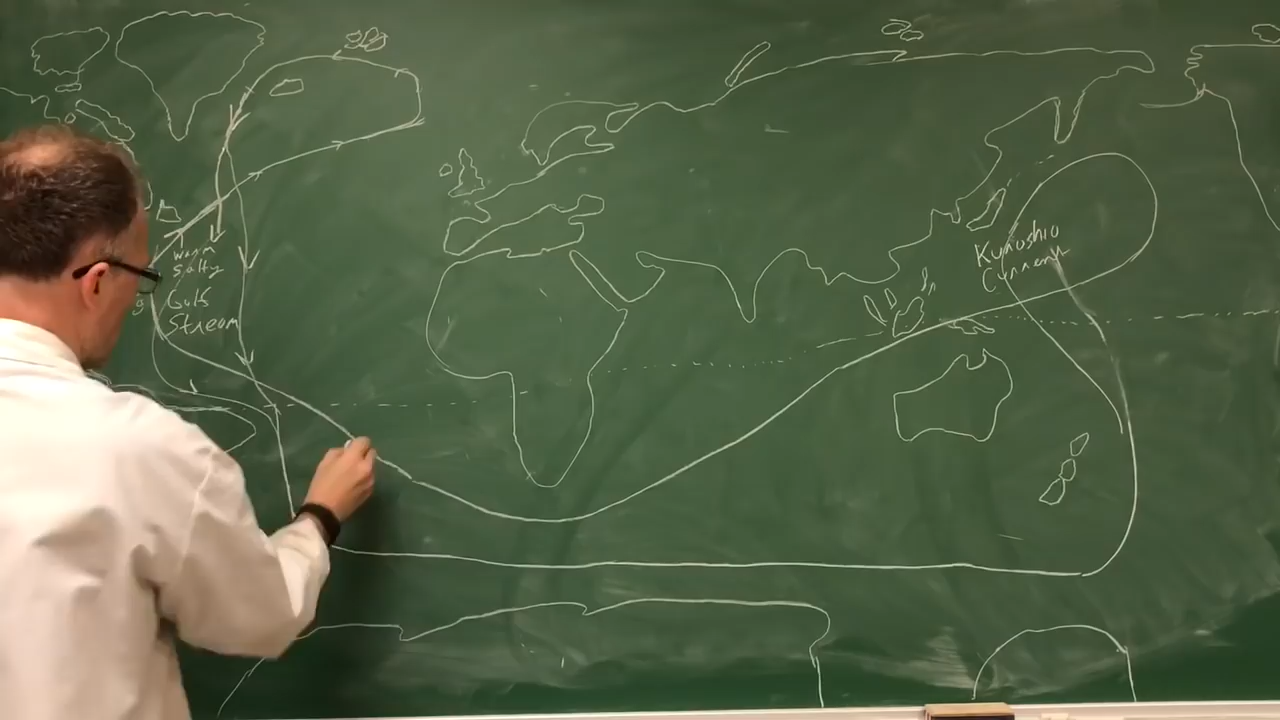 warm
salty
Gulf
Stream
Kuroshio
Current